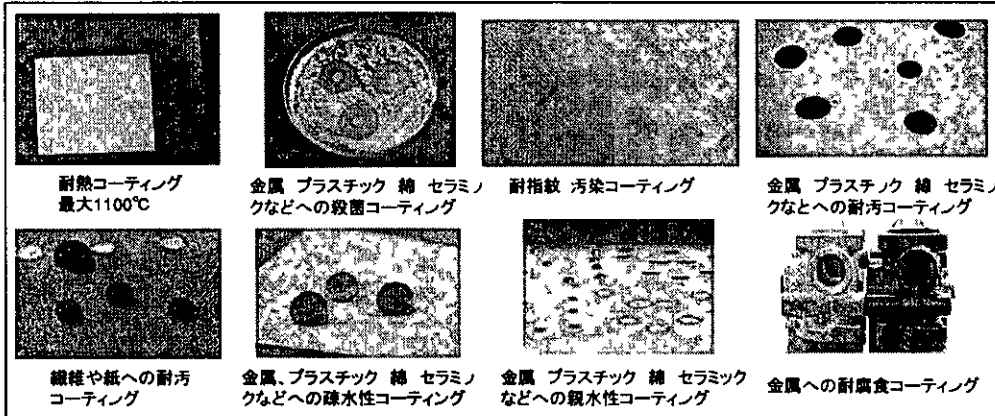 耐熱コーティング
最大1100℃
金属 プラスチック 綿 セラミッ
クなどへの殺菌コーティング
耐指紋 汚染コーティング
金属 プラスチック 綿 セラミッ
クなとへの耐汚コーティング
繊維や紙への耐汚
コーティング
金属、プラスチック 綿 セラミッ
クなどへの疎水性コーティング
金属 プラスチック 綿 セラミック
などへの親水性コーティング
金属への耐腐食コーティング